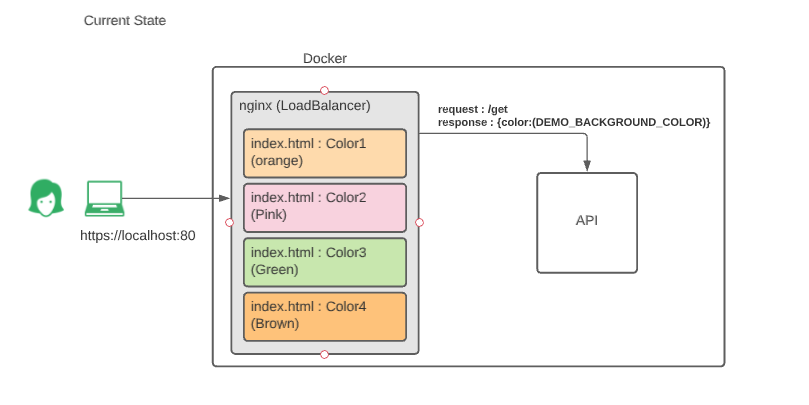 Current State
Docker
nginx (LoadBalancer)
index.html : Color1
(orange)
index.html : Color2
(Pink)
index.html : Color3
(Green)
index.html : Color4
(Brown)
request : /get
response : {color:(DEMO_BACKGROUND_COLOR)}
API
https://localhost:80